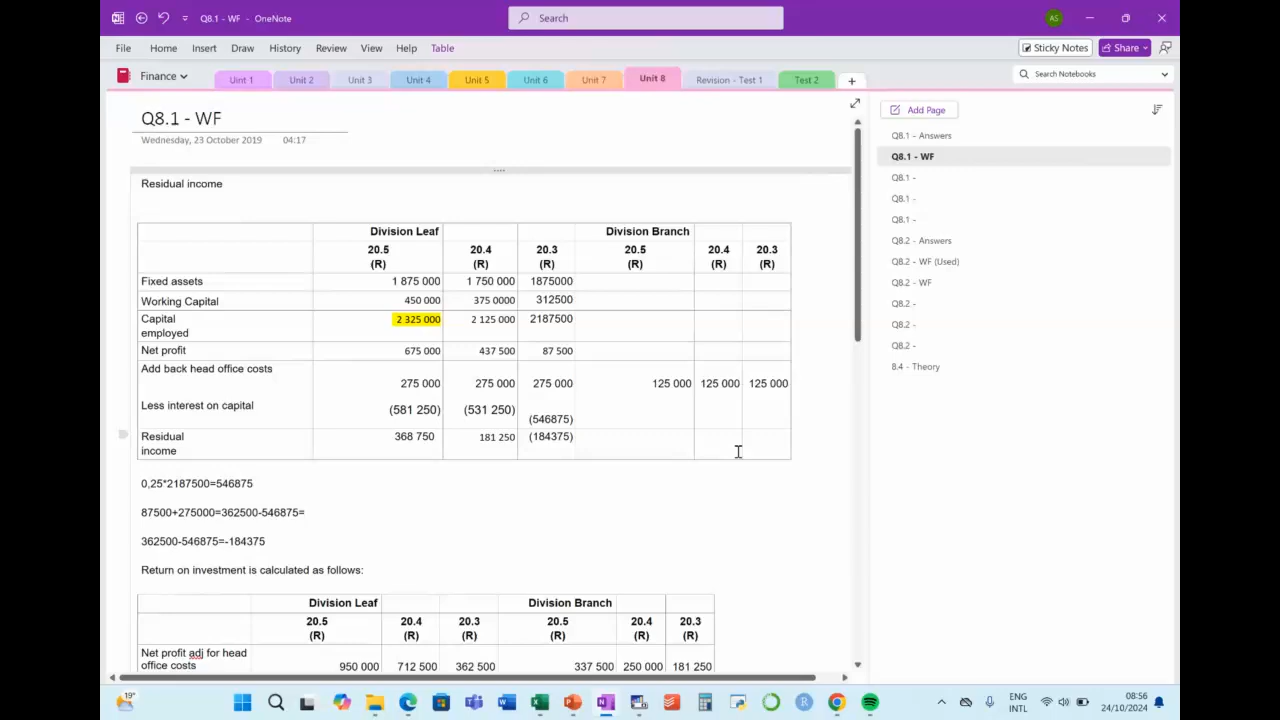 Q8.1 - WF - OneNote
Search
AS
File Home Insert Draw History Review View Help Table
Sticky Notes Share
Finance Unit 1 Unit 2 Unit 3 Unit 4 Unit 5 Unit 6 Unit 7 Unit 8 Revision - Test 1 Test 2 +
Search Notebooks
Add Page
Q8.1 - Answers
Q8.1 - WF
Q8.1 -
Q8.1 -
Q8.1 -
Q8.2 - Answers
Q8.2 - WF (Used)
Q8.2 - WF
Q8.2 -
Q8.2 -
Q8.2 -
8.4 - Theory
Q8.1 - WF
Wednesday, 23 October 2019 04:17
Residual income
Division Leaf Division Branch
20.5 20.4 20.3 20.5 20.4 20.3
(R) (R) (R) (R) (R) (R)
Fixed assets 1 875 000 1 750 000 1875000
Working Capital 450 000 375 0000 312500
Capital 2 325 000 2 125 000 2187500
employed
Net profit 675 000 437 500 87 500
Add back head office costs
275 000 275 000 275 000 125 000 125 000 125 000
Less interest on capital (581 250) (531 250)
(546875)
Residual 368 750 181 250 (184375)
income
0,25*2187500=546875
87500+275000=362500-546875=
362500-546875=-184375
Return on investment is calculated as follows:
Division Leaf Division Branch
20.5 20.4 20.3 20.5 20.4 20.3
(R) (R) (R) (R) (R) (R)
Net profit adj for head
office costs 950 000 712 500 362 500 337 500 250 000 181 250
19°
ENG
INTL
08:56
24/10/2024